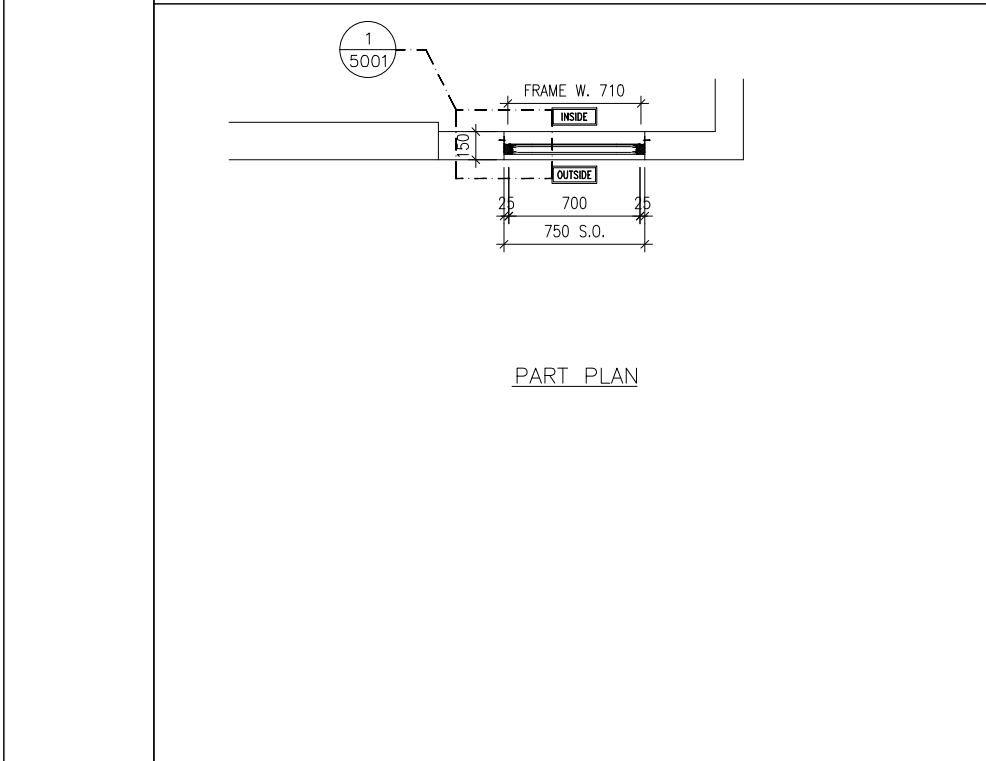 1
5001
FRAME W. 710
INSIDE
150
OUTSIDE
25 700 25
750 S.O.
PART PLAN